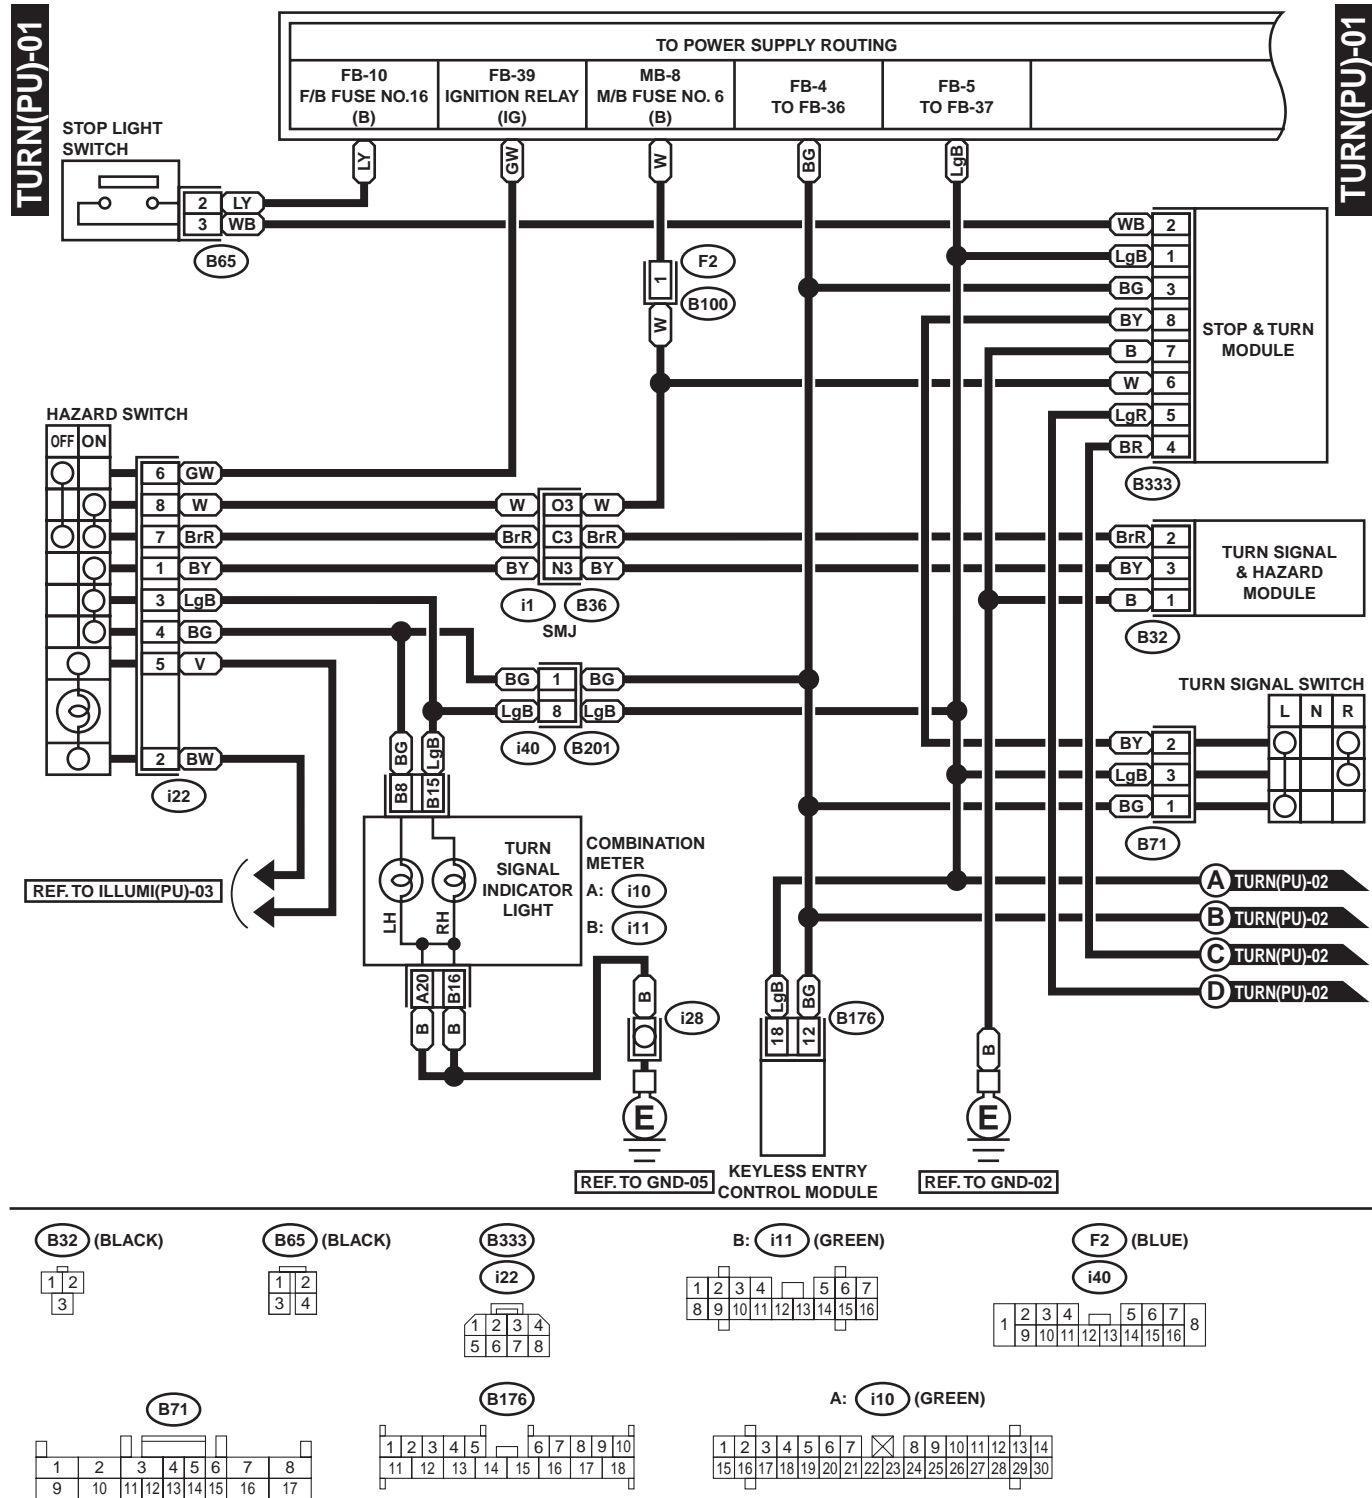 TURN(PU)-01
TURN(PU)-01
TO POWER SUPPLY ROUTING
FB-10
F/B FUSE NO.16
(B)
FB-39
IGNITION RELAY
(IG)
MB-8
M/B FUSE NO. 6
(B)
FB-4
TO FB-36
FB-5
TO FB-37
STOP LIGHT
SWITCH
LY
GW
W
BG
LgB
2 LY
3 WB
B65
1
F2
B100
W
WB 2
LgB 1
BG 3
BY 8
B 7
W 6
LgR 5
BR 4
STOP & TURN
MODULE
B333
HAZARD SWITCH
OFF ON
6 GW
8 W
7 BrR
1 BY
3 LgB
4 BG
5 V
2 BW
i22
W O3 W
BrR C3 BrR
BY N3 BY
i1 B36
SMJ
BrR 2
BY 3
B 1
TURN SIGNAL
& HAZARD
MODULE
B32
BG 1 BG
LgB 8 LgB
i40 B201
TURN SIGNAL SWITCH
L N R
BY 2
LgB 3
BG 1
B71
BG LgB
B8 B15
TURN
SIGNAL
INDICATOR
LIGHT
LH RH
COMBINATION
METER
A: i10
B: i11
REF. TO ILLUMI(PU)-03
A TURN(PU)-02
B TURN(PU)-02
C TURN(PU)-02
D TURN(PU)-02
A20 B16
B B
B
i28
E
REF. TO GND-05
LgB BG
18 12
B176
KEYLESS ENTRY
CONTROL MODULE
B
E
REF. TO GND-02
B32 (BLACK)
1 2
3
B65 (BLACK)
1 2
3 4
B333
i22
1 2 3 4
5 6 7 8
B: i11 (GREEN)
1 2 3 4 5 6 7
8 9 10 11 12 13 14 15 16
F2 (BLUE)
i40
1 2 3 4 5 6 7 8
9 10 11 12 13 14 15 16
B71
1 2 3 4 5 6 7 8
9 10 11 12 13 14 15 16 17
B176
1 2 3 4 5 6 7 8 9 10
11 12 13 14 15 16 17 18
A: i10 (GREEN)
1 2 3 4 5 6 7 8 9 10 11 12 13 14
15 16 17 18 19 20 21 22 23 24 25 26 27 28 29 30